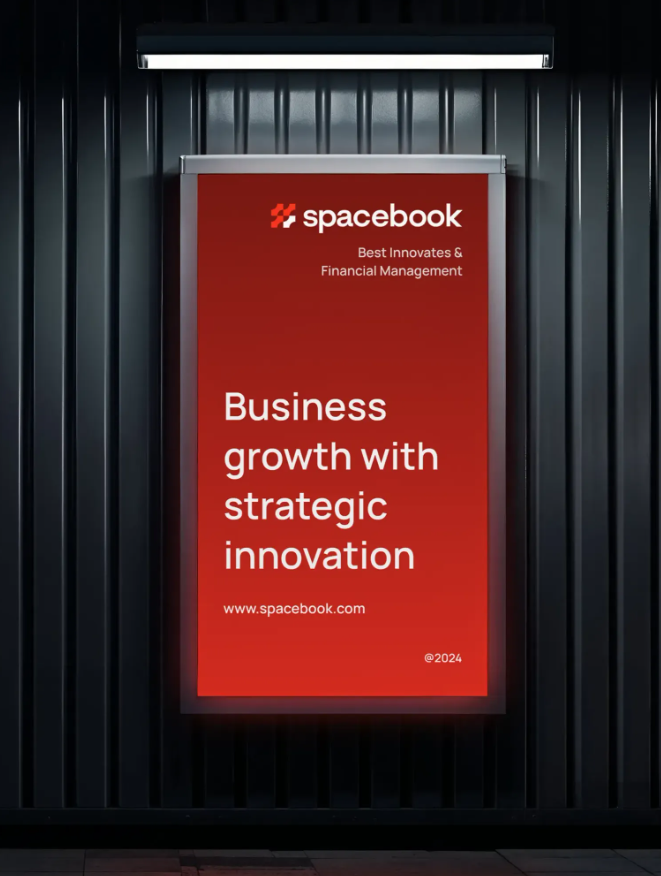 spacebook
Best Innovates &
Financial Management
Business
growth with
strategic
innovation
www.spacebook.com
@2024